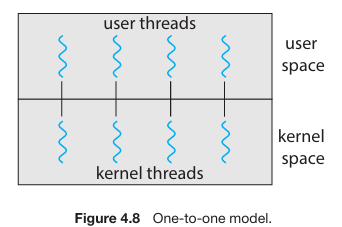 user threads
user
space
kernel
space
kernel threads
Figure 4.8 One-to-one model.